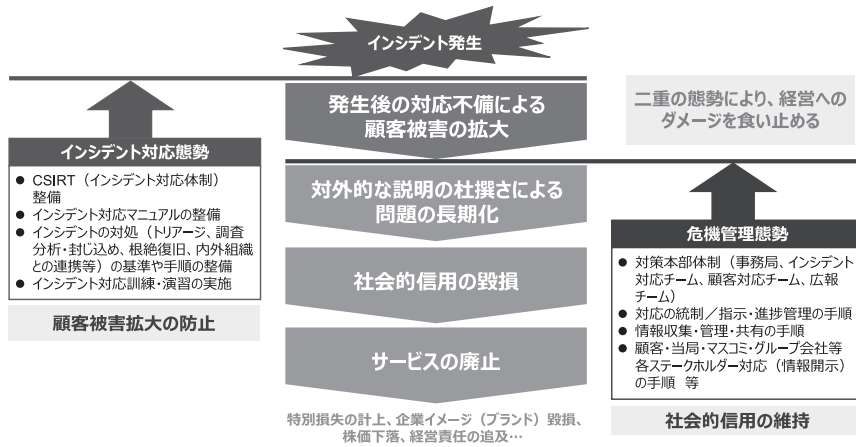 インシデント発生
発生後の対応不備による
顧客被害の拡大
二重の態勢により、経営への
ダメージを食い止める
インシデント対応態勢
● CSIRT（インシデント対応体制）
整備
● インシデント対応マニュアルの整備
● インシデントの対処（トリアージ、調査
分析・封じ込め、根絶復旧、内外組織
との連携等）の基準や手順の整備
● インシデント対応訓練・演習の実施
顧客被害拡大の防止
対外的な説明の杜撰さによる
問題の長期化
社会的信用の毀損
サービスの廃止
特別損失の計上、企業イメージ（ブランド）毀損、
株価下落、経営責任の追及…
危機管理態勢
● 対策本部体制（事務局、インシデント
対応チーム、顧客対応チーム、広報
チーム）
● 対応の統制／指示・進捗管理の手順
● 情報収集・管理・共有の手順
● 顧客・当局・マスコミ・グループ会社等
各ステークホルダー対応（情報開示）
の手順 等
社会的信用の維持